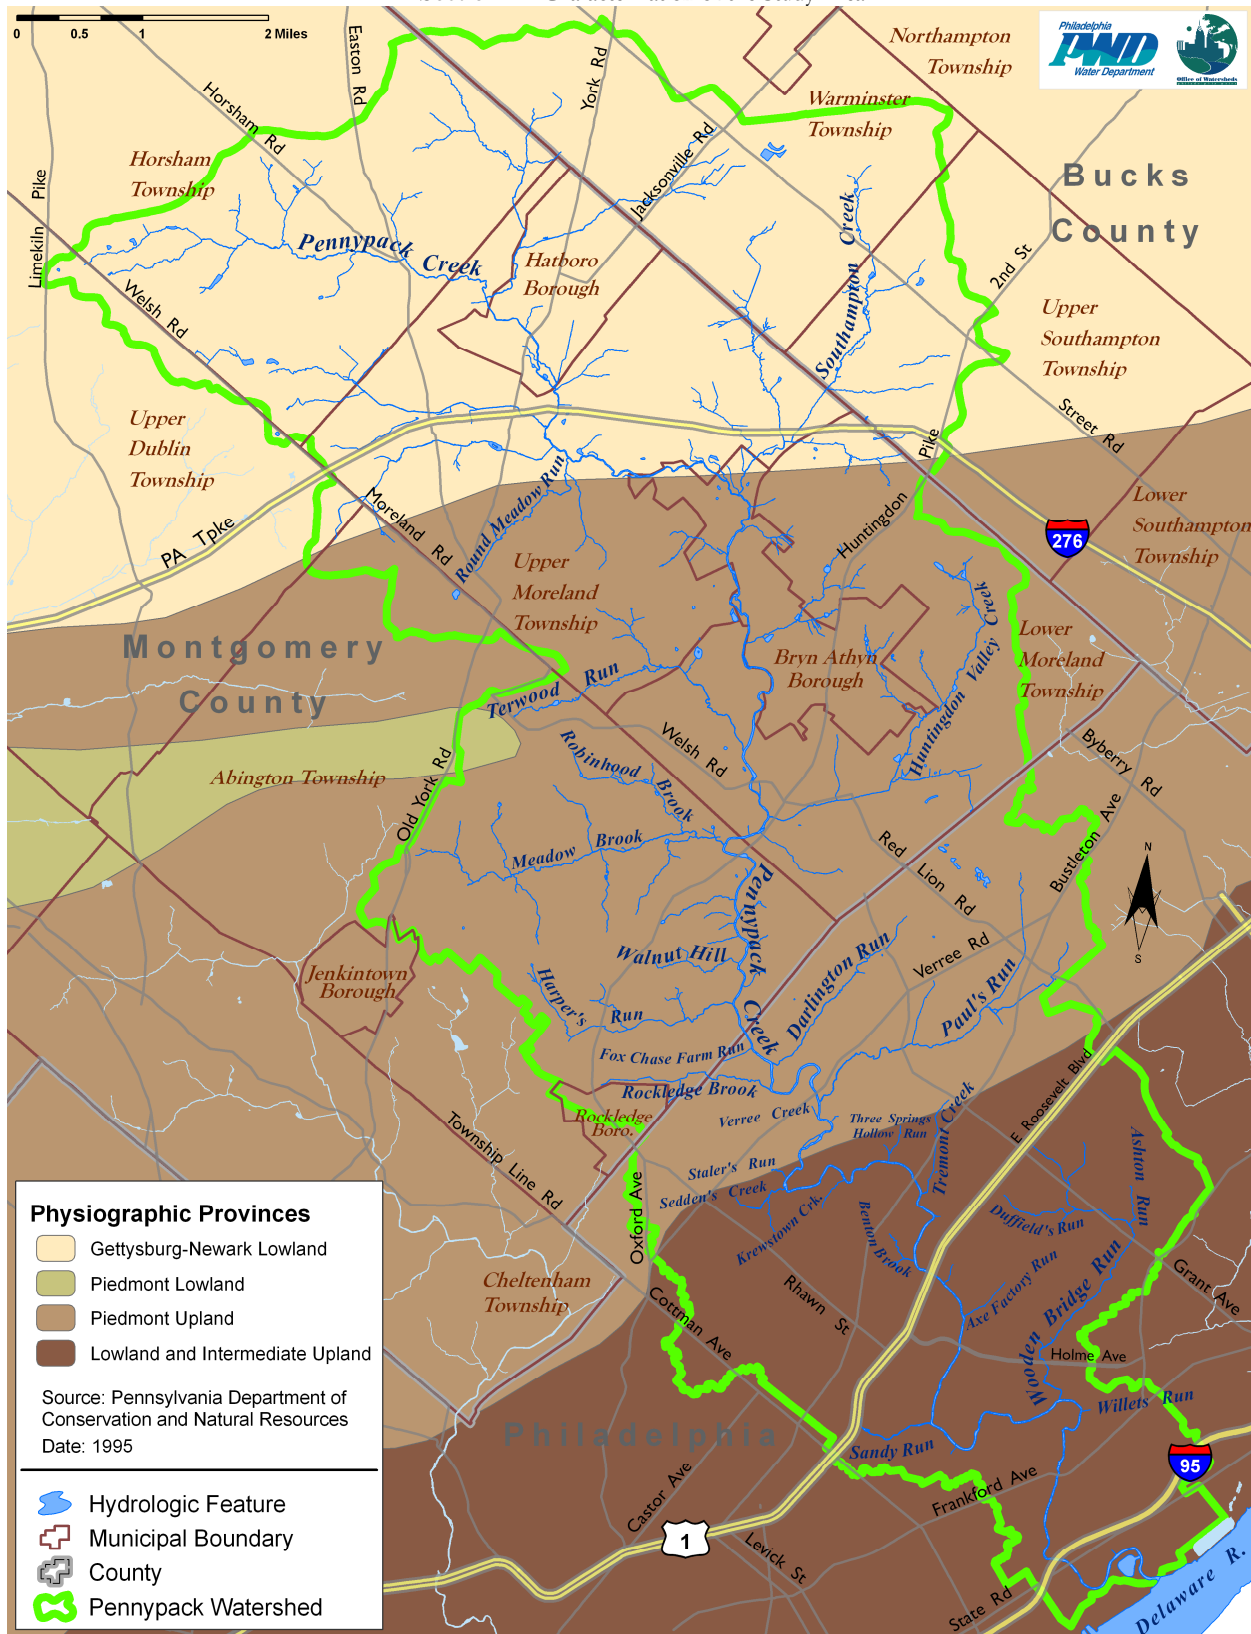 0 0.5 1 2 Miles
Philadelphia
PWD
Water Department
Office of Watersheds
Northampton
Township
Warminster
Township
Bucks
County
Easton Rd
York Rd
Horsham Rd
Horsham
Township
Jacksonville Rd
Limekiln Pike
Pennypack Creek
Hatboro
Borough
Southampton Creek
2nd St
Upper
Southampton
Township
Welsh Rd
Upper
Dublin
Township
Street Rd
Pike
Huntingdon
Lower
Southampton
Township
276
PA Tpke
Moreland Rd
Round Meadow Run
Upper
Moreland
Township
Montgomery
County
Bryn Athyn
Borough
Huntingdon Valley Creek
Lower
Moreland
Township
Terwood Run
Welsh Rd
Robinhood Brook
Byberry Rd
Abington Township
Old York Rd
Meadow Brook
Red Lion Rd
Bustleton Ave
N
S
Pennypack Creek
Walnut Hill
Darlington Run
Verree Rd
Paul's Run
Jenkintown
Borough
Harper's Run
Fox Chase Farm Run
Rockledge Brook
Rockledge
Boro.
Verree Creek
Three Springs
Hollow Run
Tremont Creek
E Roosevelt Blvd
Township Line Rd
Staler's Run
Sedden's Creek
Krewstown Crk.
Benton Brook
Ashton Run
Duffield's Run
Oxford Ave
Axe Factory Run
Wooden Bridge Run
Grant Ave
Cheltenham
Township
Cottman Ave
Rhawn St
Holme Ave
Willets Run
Philadelphia
Sandy Run
95
Castor Ave
Frankford Ave
1
Levick St
State Rd
Delaware R.
Physiographic Provinces
Gettysburg-Newark Lowland
Piedmont Lowland
Piedmont Upland
Lowland and Intermediate Upland
Source: Pennsylvania Department of
Conservation and Natural Resources
Date: 1995
Hydrologic Feature
Municipal Boundary
County
Pennypack Watershed